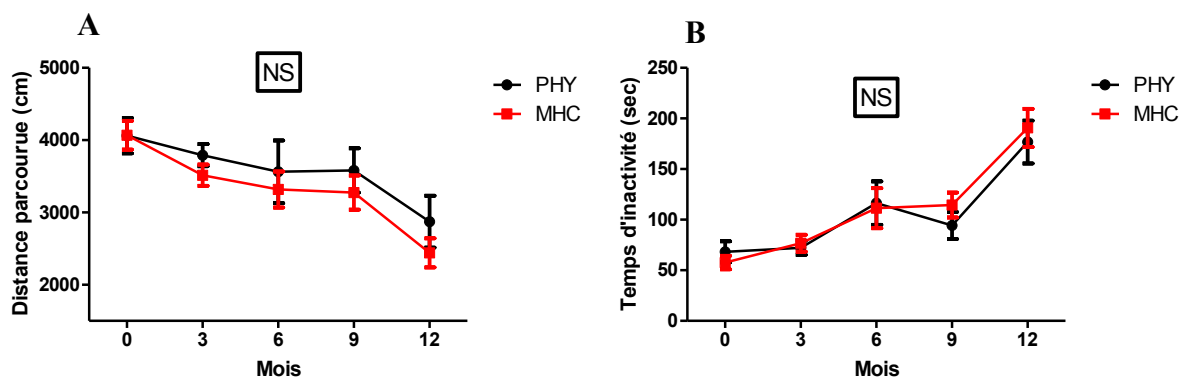 A
NS
Distance parcourue (cm)
5000
4000
3000
2000
0 3 6 9 12
Mois
PHY
MHC
B
NS
Temps d'inactivité (sec)
250
200
150
100
50
0
0 3 6 9 12
Mois
PHY
MHC